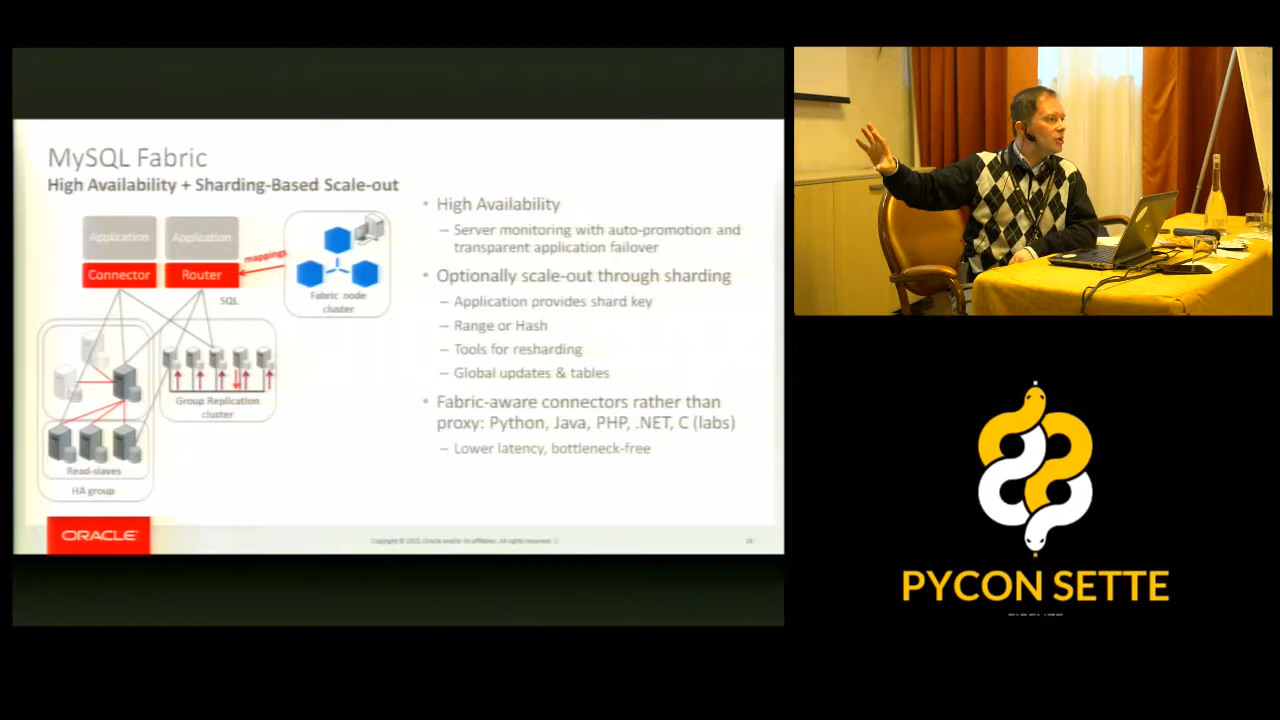 MySQL Fabric
High Availability + Sharding-Based Scale-out
Application
Application
Connector
Router
mappings
SQL
Fabric node
cluster
Group Replication
cluster
Read-slaves
HA group
• High Availability
– Server monitoring with auto-promotion and
transparent application failover
• Optionally scale-out through sharding
– Application provides shard key
– Range or Hash
– Tools for resharding
– Global updates & tables
• Fabric-aware connectors rather than
proxy: Python, Java, PHP, .NET, C (labs)
– Lower latency, bottleneck-free
ORACLE
PYCON SETTE